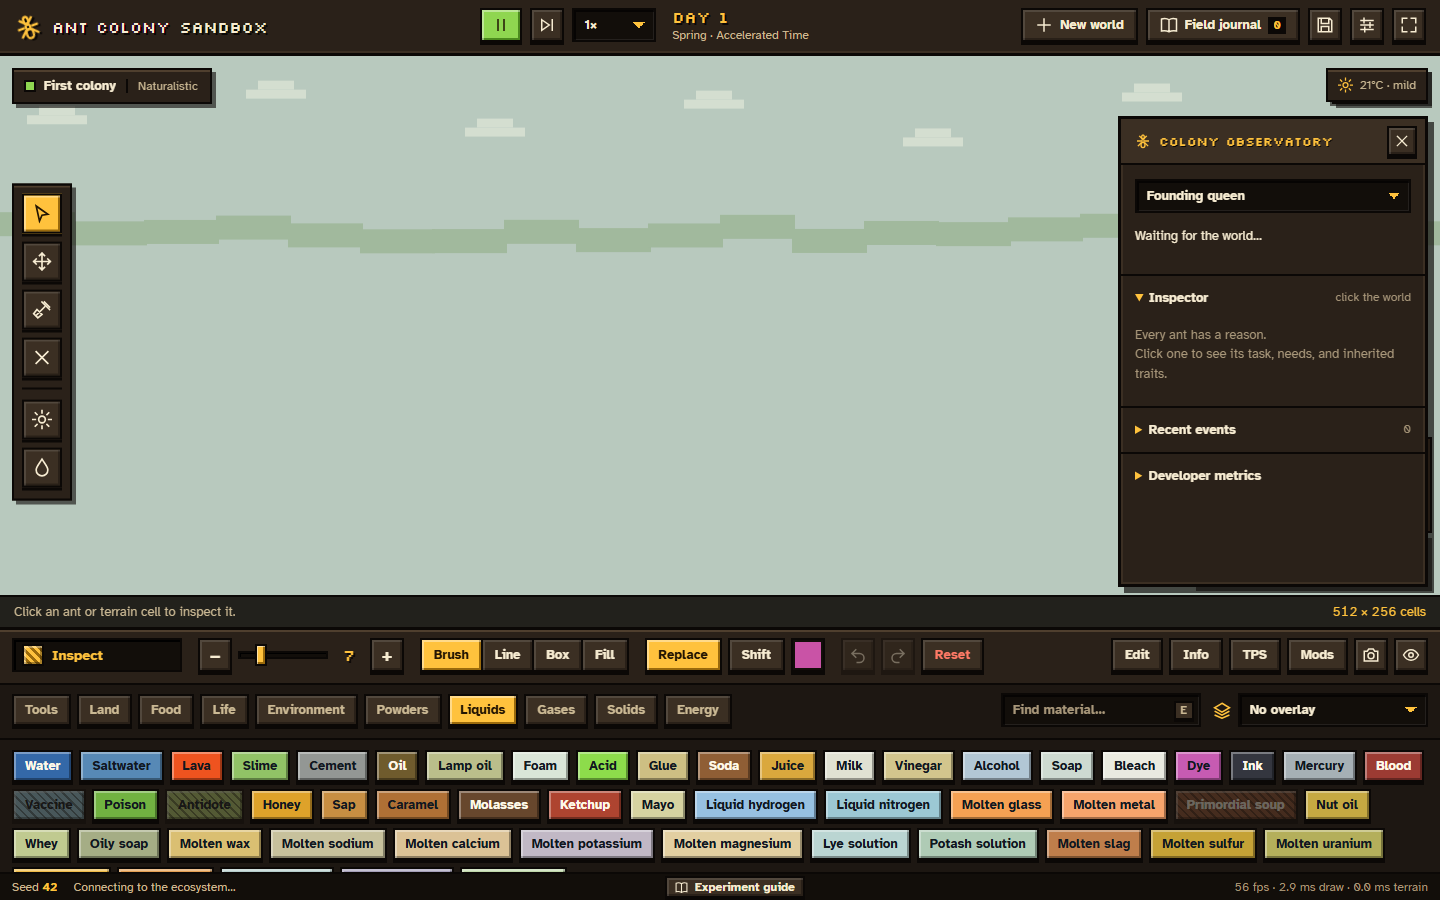 ANT COLONY SANDBOX
1×
DAY 1
Spring · Accelerated Time
New world
Field journal 0
First colony
Naturalistic
21°C · mild
COLONY OBSERVATORY
Founding queen
Waiting for the world...
Inspector
click the world
Every ant has a reason.
Click one to see its task, needs, and inherited
traits.
Recent events
0
Developer metrics
Click an ant or terrain cell to inspect it.
512 × 256 cells
Inspect
−
7
+
Brush
Line
Box
Fill
Replace
Shift
Reset
Edit
Info
TPS
Mods
Tools
Land
Food
Life
Environment
Powders
Liquids
Gases
Solids
Energy
Find material...
E
No overlay
Water
Saltwater
Lava
Slime
Cement
Oil
Lamp oil
Foam
Acid
Glue
Soda
Juice
Milk
Vinegar
Alcohol
Soap
Bleach
Dye
Ink
Mercury
Blood
Vaccine
Poison
Antidote
Honey
Sap
Caramel
Molasses
Ketchup
Mayo
Liquid hydrogen
Liquid nitrogen
Molten glass
Molten metal
Primordial soup
Nut oil
Whey
Oily soap
Molten wax
Molten sodium
Molten calcium
Molten potassium
Molten magnesium
Lye solution
Potash solution
Molten slag
Molten sulfur
Molten uranium
Seed 42
Connecting to the ecosystem...
Experiment guide
56 fps · 2.9 ms draw · 0.0 ms terrain